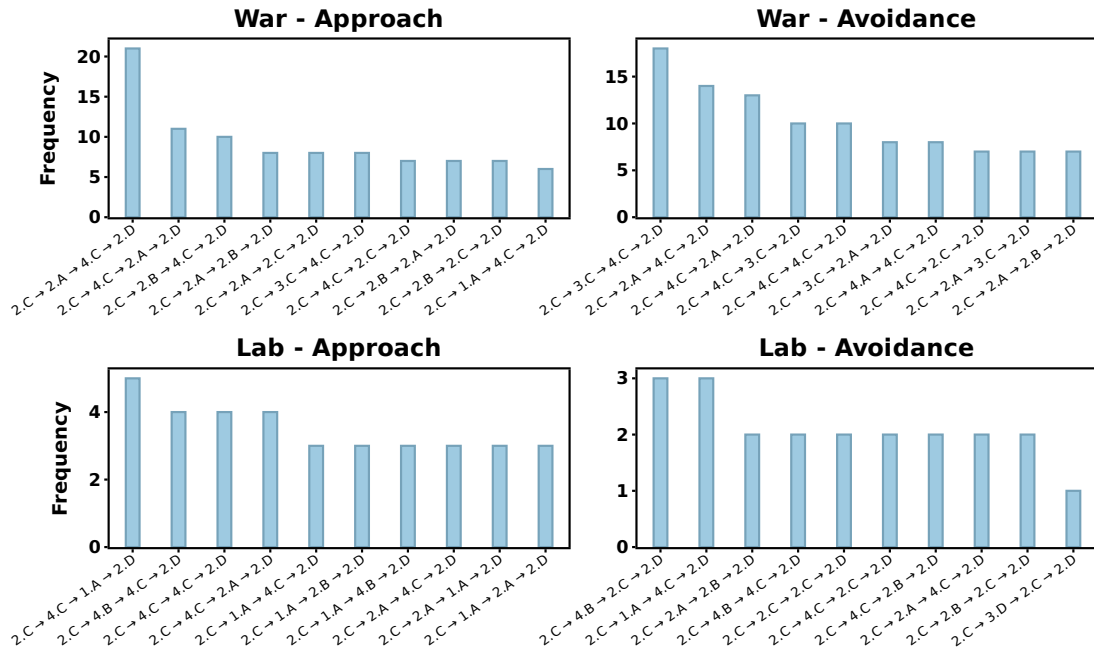 War - Approach
Frequency
20
15
10
5
0
2.C → 2.A → 4.C → 2.D
2.C → 4.C → 2.A → 2.D
2.C → 2.B → 4.C → 2.D
2.C → 2.A → 2.B → 2.D
2.C → 2.A → 2.C → 2.D
2.C → 3.C → 4.C → 2.D
2.C → 4.C → 2.C → 2.D
2.C → 2.B → 2.A → 2.D
2.C → 2.B → 2.C → 2.D
2.C → 1.A → 4.C → 2.D
War - Avoidance
15
10
5
0
2.C → 3.C → 4.C → 2.D
2.C → 2.A → 4.C → 2.D
2.C → 4.C → 2.A → 2.D
2.C → 4.C → 3.C → 2.D
2.C → 4.C → 4.C → 2.D
2.C → 3.C → 2.A → 2.D
2.C → 4.A → 4.C → 2.D
2.C → 4.C → 2.C → 2.D
2.C → 2.A → 3.C → 2.D
2.C → 2.A → 2.B → 2.D
Lab - Approach
Frequency
4
2
0
2.C → 4.C → 1.A → 2.D
2.C → 4.B → 4.C → 2.D
2.C → 4.C → 4.C → 2.D
2.C → 4.C → 2.A → 2.D
2.C → 1.A → 4.C → 2.D
2.C → 1.A → 2.B → 2.D
2.C → 1.A → 4.B → 2.D
2.C → 2.A → 4.C → 2.D
2.C → 2.A → 1.A → 2.D
2.C → 1.A → 2.A → 2.D
Lab - Avoidance
3
2
1
0
2.C → 4.B → 2.C → 2.D
2.C → 1.A → 4.C → 2.D
2.C → 2.A → 2.B → 2.D
2.C → 4.B → 4.C → 2.D
2.C → 2.C → 2.C → 2.D
2.C → 4.C → 2.C → 2.D
2.C → 4.C → 2.B → 2.D
2.C → 2.A → 4.C → 2.D
2.C → 2.B → 2.C → 2.D
2.C → 3.D → 2.C → 2.D